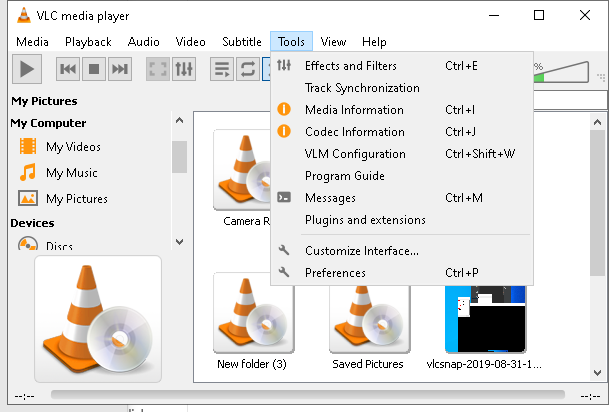 VLC media player
Media Playback Audio Video Subtitle Tools View Help
%
My Pictures
My Computer
My Videos
My Music
My Pictures
Devices
Discs
Effects and Filters Ctrl+E
Track Synchronization
Media Information Ctrl+I
Codec Information Ctrl+J
VLM Configuration Ctrl+Shift+W
Program Guide
Messages Ctrl+M
Plugins and extensions
Customize Interface...
Preferences Ctrl+P
Camera R
New folder (3) Saved Pictures vlcsnap-2019-08-31-1...
--:-- --:--